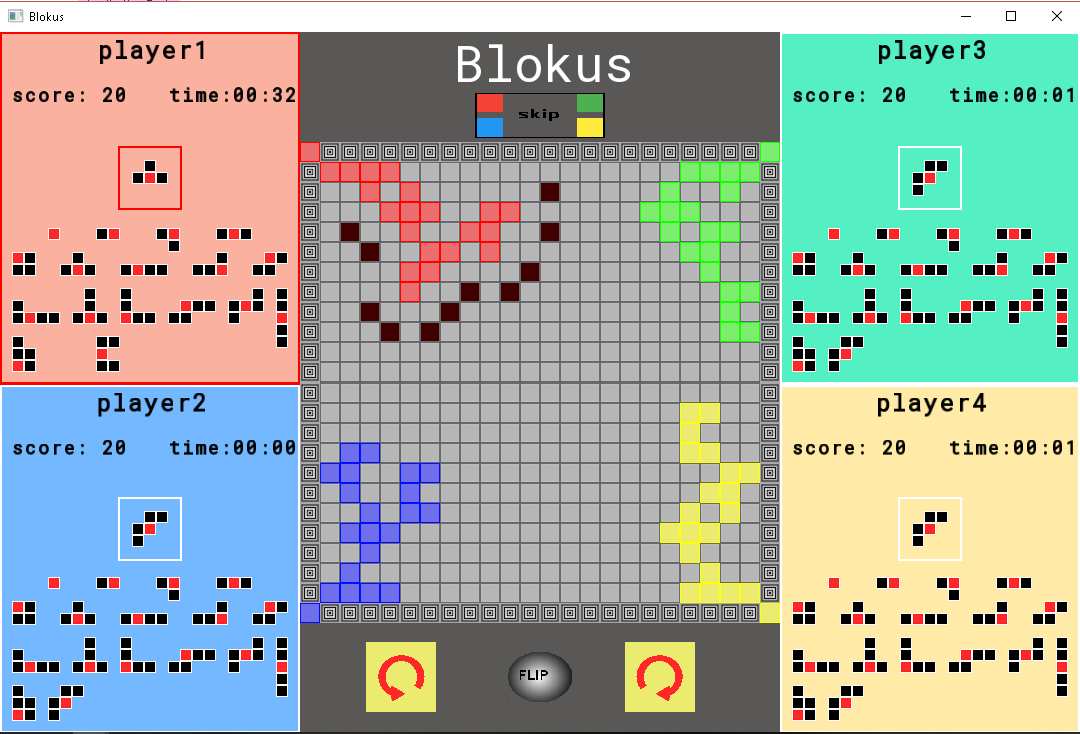 Blokus
player1
score: 20 time:00:32
Blokus
skip
player3
score: 20 time:00:01
player2
score: 20 time:00:00
player4
score: 20 time:00:01
FLIP